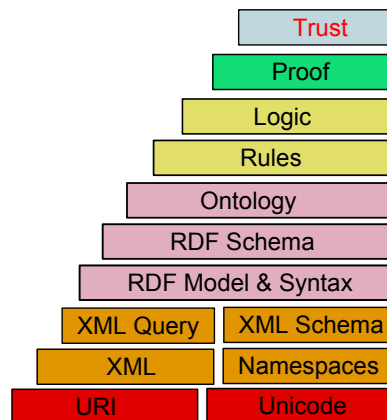 Trust
Proof
Logic
Rules
Ontology
RDF Schema
RDF Model & Syntax
XML Query XML Schema
XML Namespaces
URI Unicode